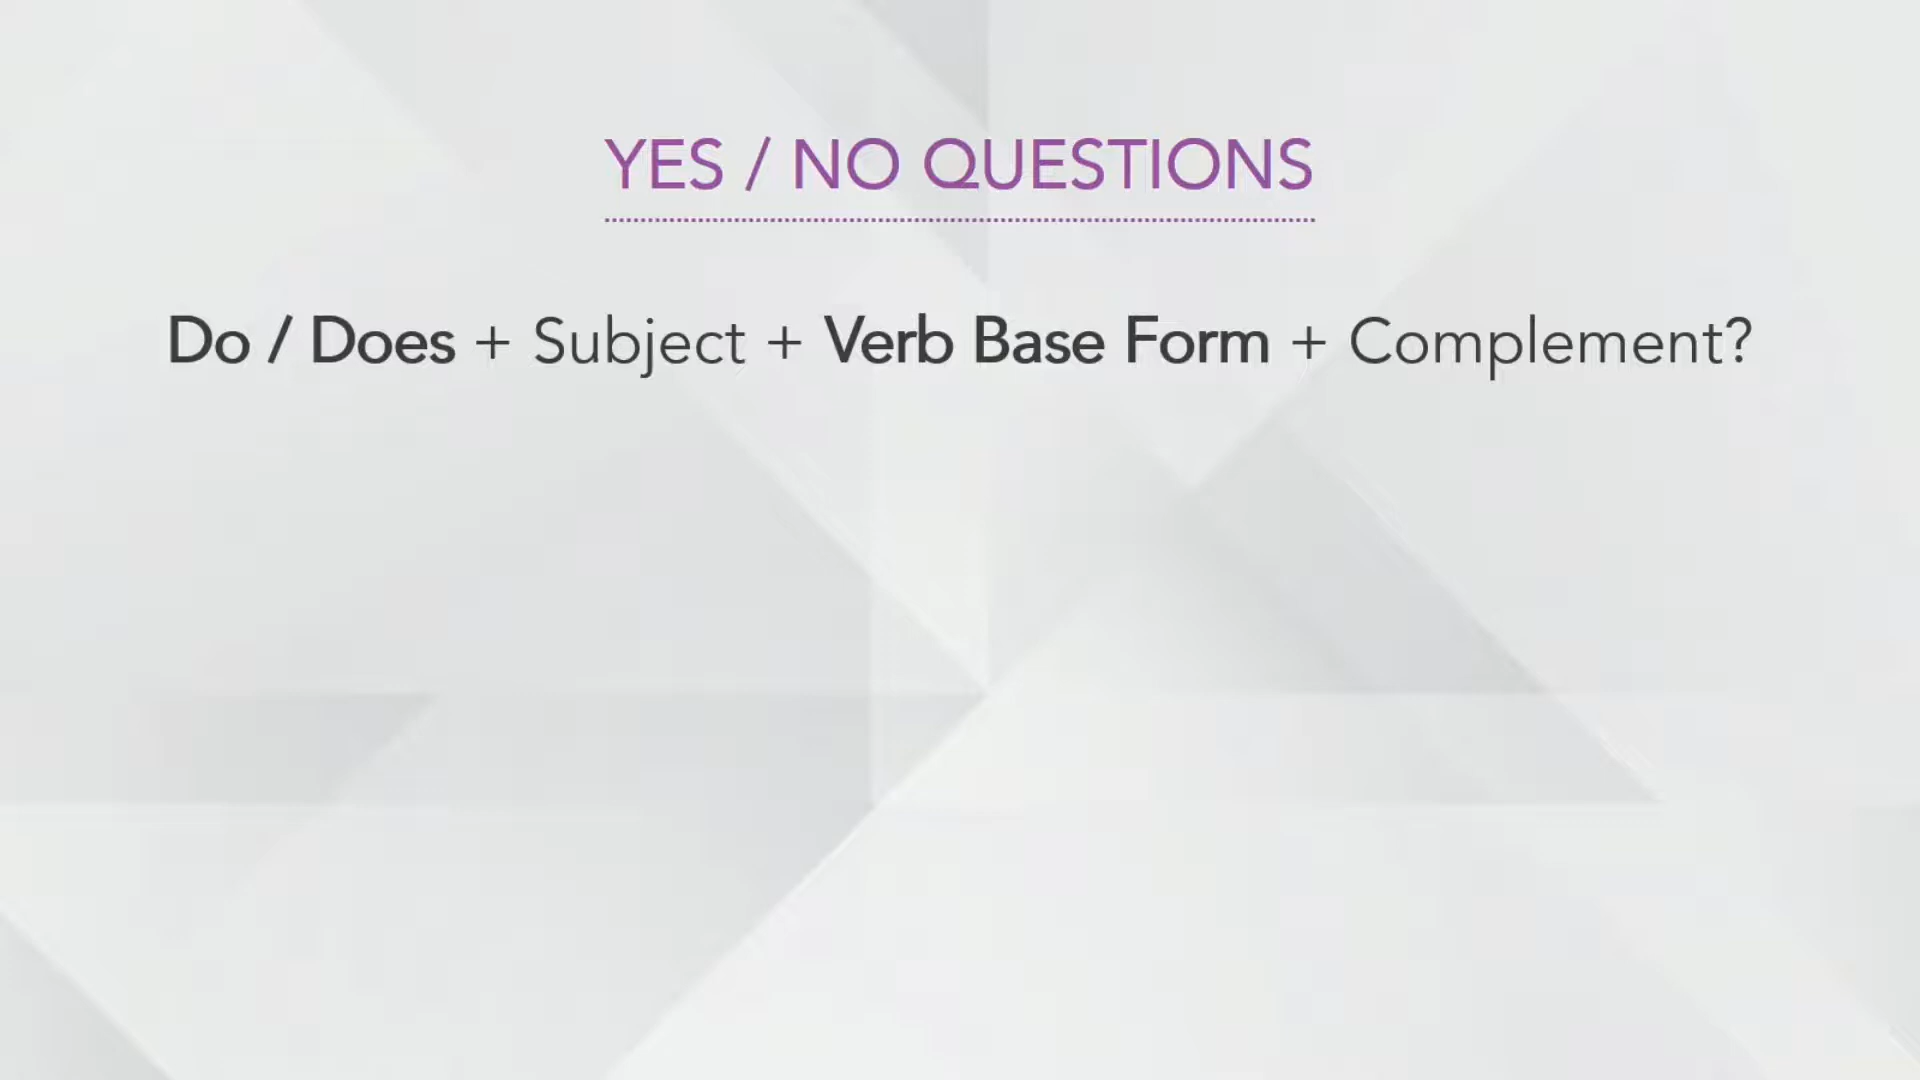 YES / NO QUESTIONS
Do / Does + Subject + Verb Base Form + Complement?